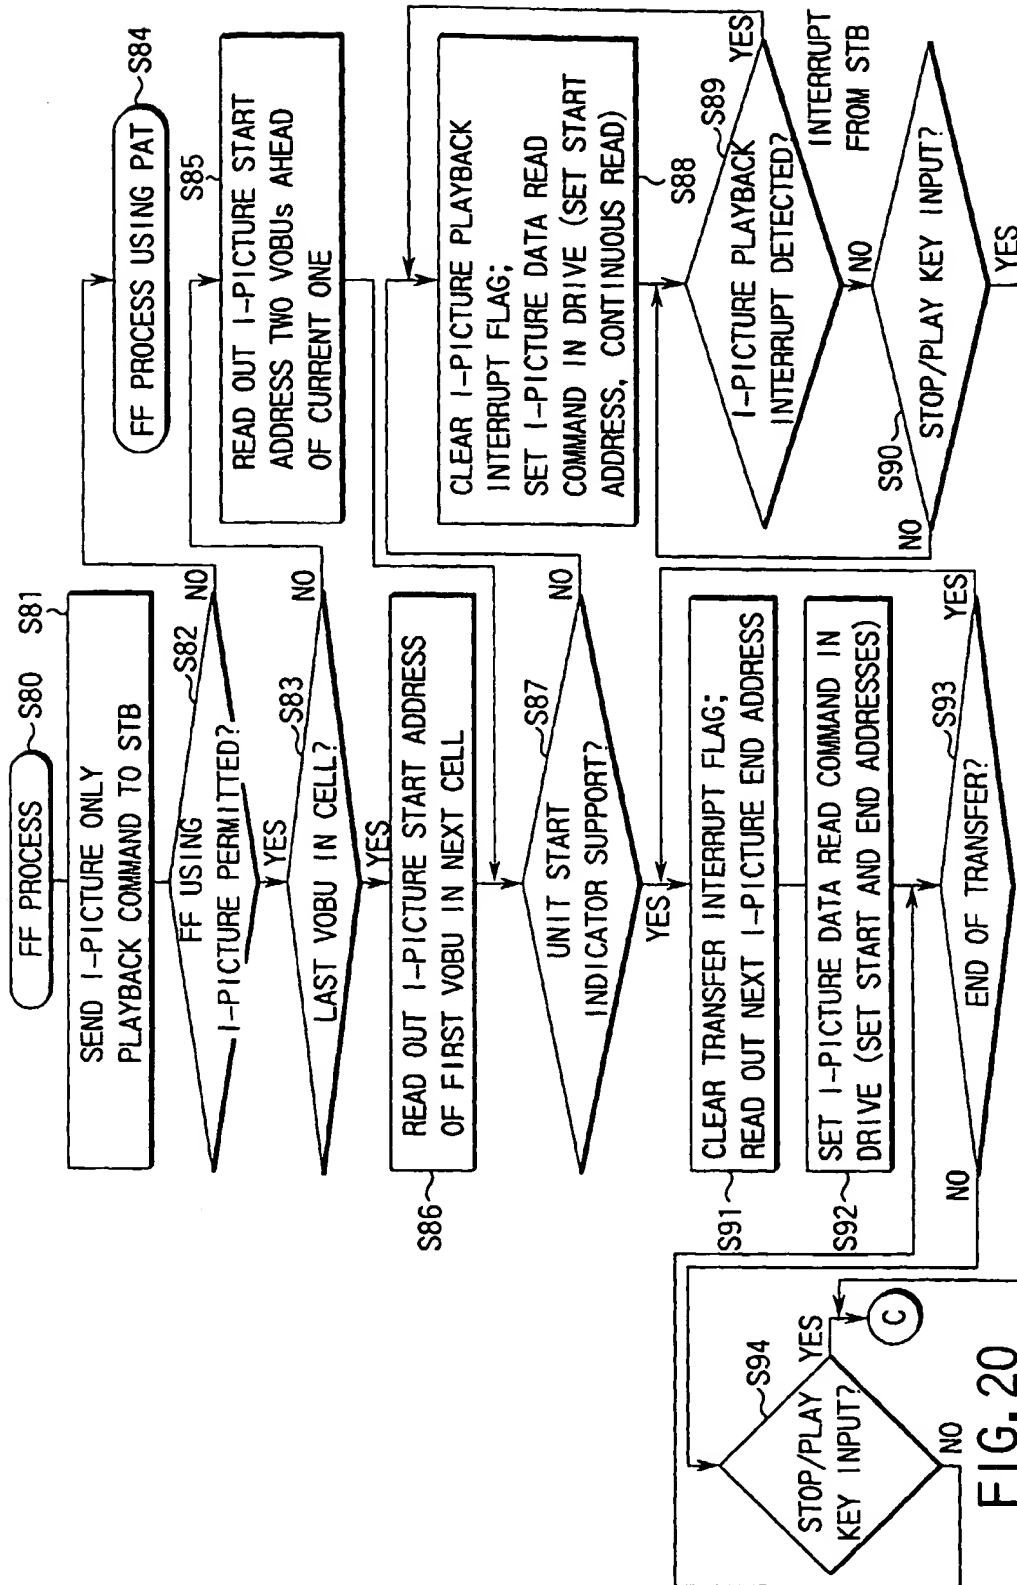 FF PROCESS
S80
SEND I-PICTURE ONLY
PLAYBACK COMMAND TO STB
S81
FF USING
I-PICTURE PERMITTED?
S82
NO
YES
LAST VOBU IN CELL?
S83
NO
YES
READ OUT I-PICTURE START ADDRESS
OF FIRST VOBU IN NEXT CELL
S86
UNIT START
INDICATOR SUPPORT?
S87
NO
YES
CLEAR TRANSFER INTERRUPT FLAG;
READ OUT NEXT I-PICTURE END ADDRESS
S91
SET I-PICTURE DATA READ COMMAND IN
DRIVE (SET START AND END ADDRESSES)
S92
END OF TRANSFER?
S93
YES
NO
STOP/PLAY
KEY INPUT?
S94
YES
NO
C
FF PROCESS USING PAT
S84
READ OUT I-PICTURE START
ADDRESS TWO VOBUs AHEAD
OF CURRENT ONE
S85
CLEAR I-PICTURE PLAYBACK
INTERRUPT FLAG;
SET I-PICTURE DATA READ
COMMAND IN DRIVE (SET START
ADDRESS, CONTINUOUS READ)
S88
I-PICTURE PLAYBACK
INTERRUPT DETECTED?
S89
YES
INTERRUPT
FROM STB
NO
STOP/PLAY KEY INPUT?
S90
NO
YES
FIG. 20